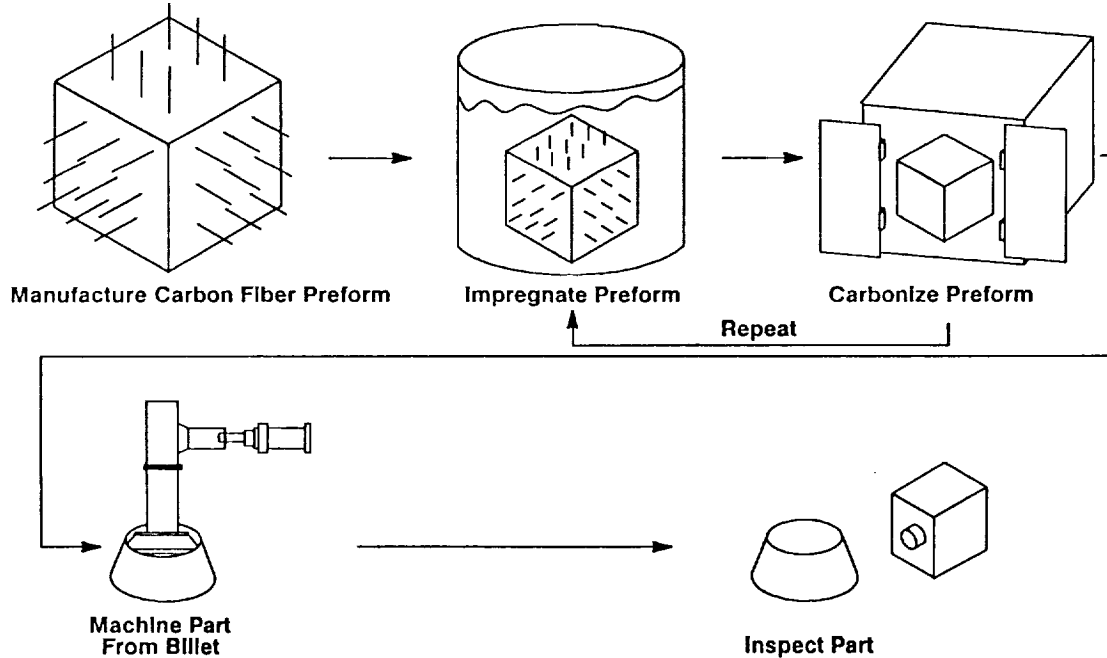 Manufacture Carbon Fiber Preform
Impregnate Preform
Carbonize Preform
Repeat
Machine Part
From Billet
Inspect Part